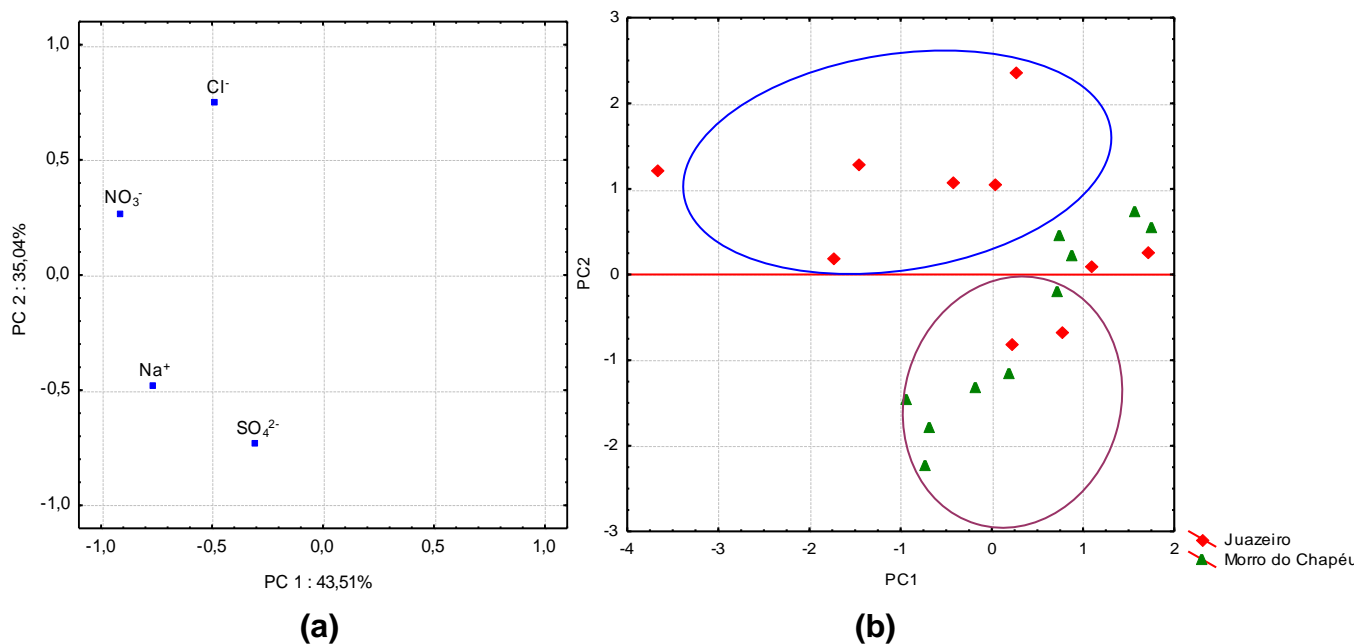 1,0
0,5
0,0
-0,5
-1,0
PC 2 : 35,04%
Cl⁻
NO₃⁻
Na⁺
SO₄²⁻
-1,0 -0,5 0,0 0,5 1,0
PC 1 : 43,51%
(a)
3
2
1
0
-1
-2
-3
PC2
-4 -3 -2 -1 0 1 2
PC1
(b)
Juazeiro
Morro do Chapéu